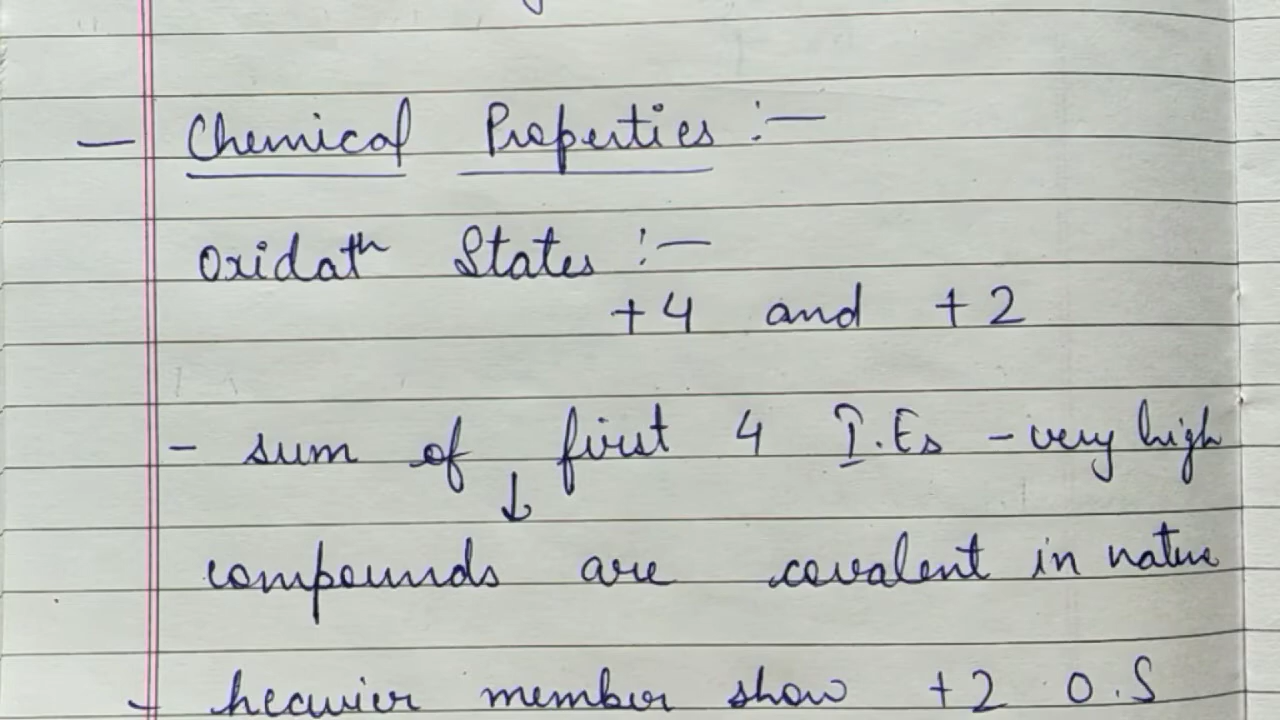 — Chemical Properties :—
Oxidatn States :—
+4 and +2
- sum of first 4 I.Es - very high
↓
compounds are covalent in nature
- heavier member show +2 O.S